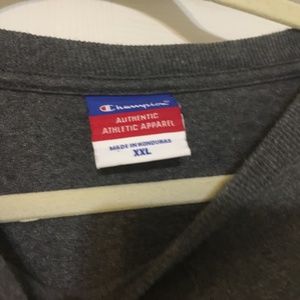 Champion
AUTHENTIC
ATHLETIC APPAREL
MADE IN HONDURAS
XXL